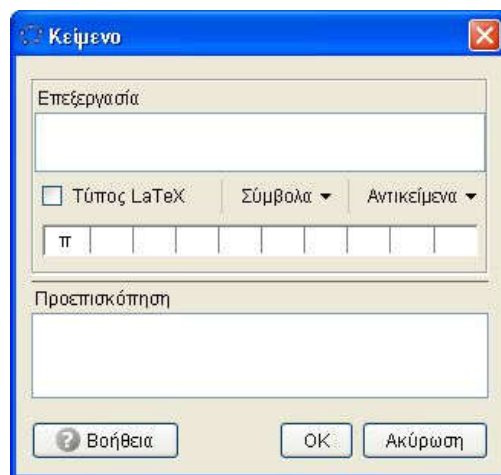 Κείμενο
Επεξεργασία
Τύπος LaTeX Σύμβολα Αντικείμενα
π
Προεπισκόπηση
Βοήθεια OK Ακύρωση